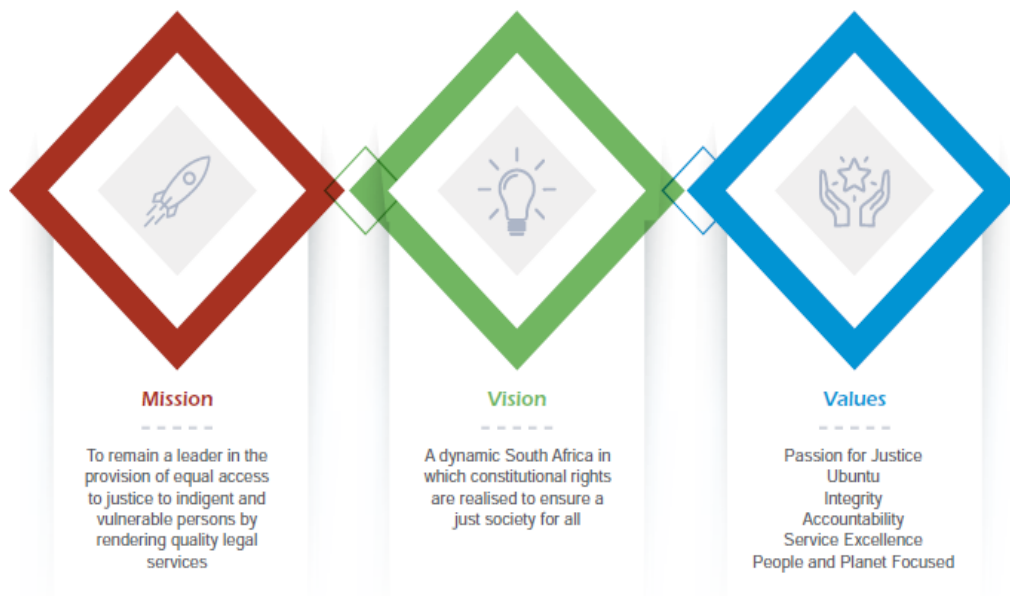 Mission
To remain a leader in the
provision of equal access
to justice to indigent and
vulnerable persons by
rendering quality legal
services
Vision
A dynamic South Africa in
which constitutional rights
are realised to ensure a
just society for all
Values
Passion for Justice
Ubuntu
Integrity
Accountability
Service Excellence
People and Planet Focused